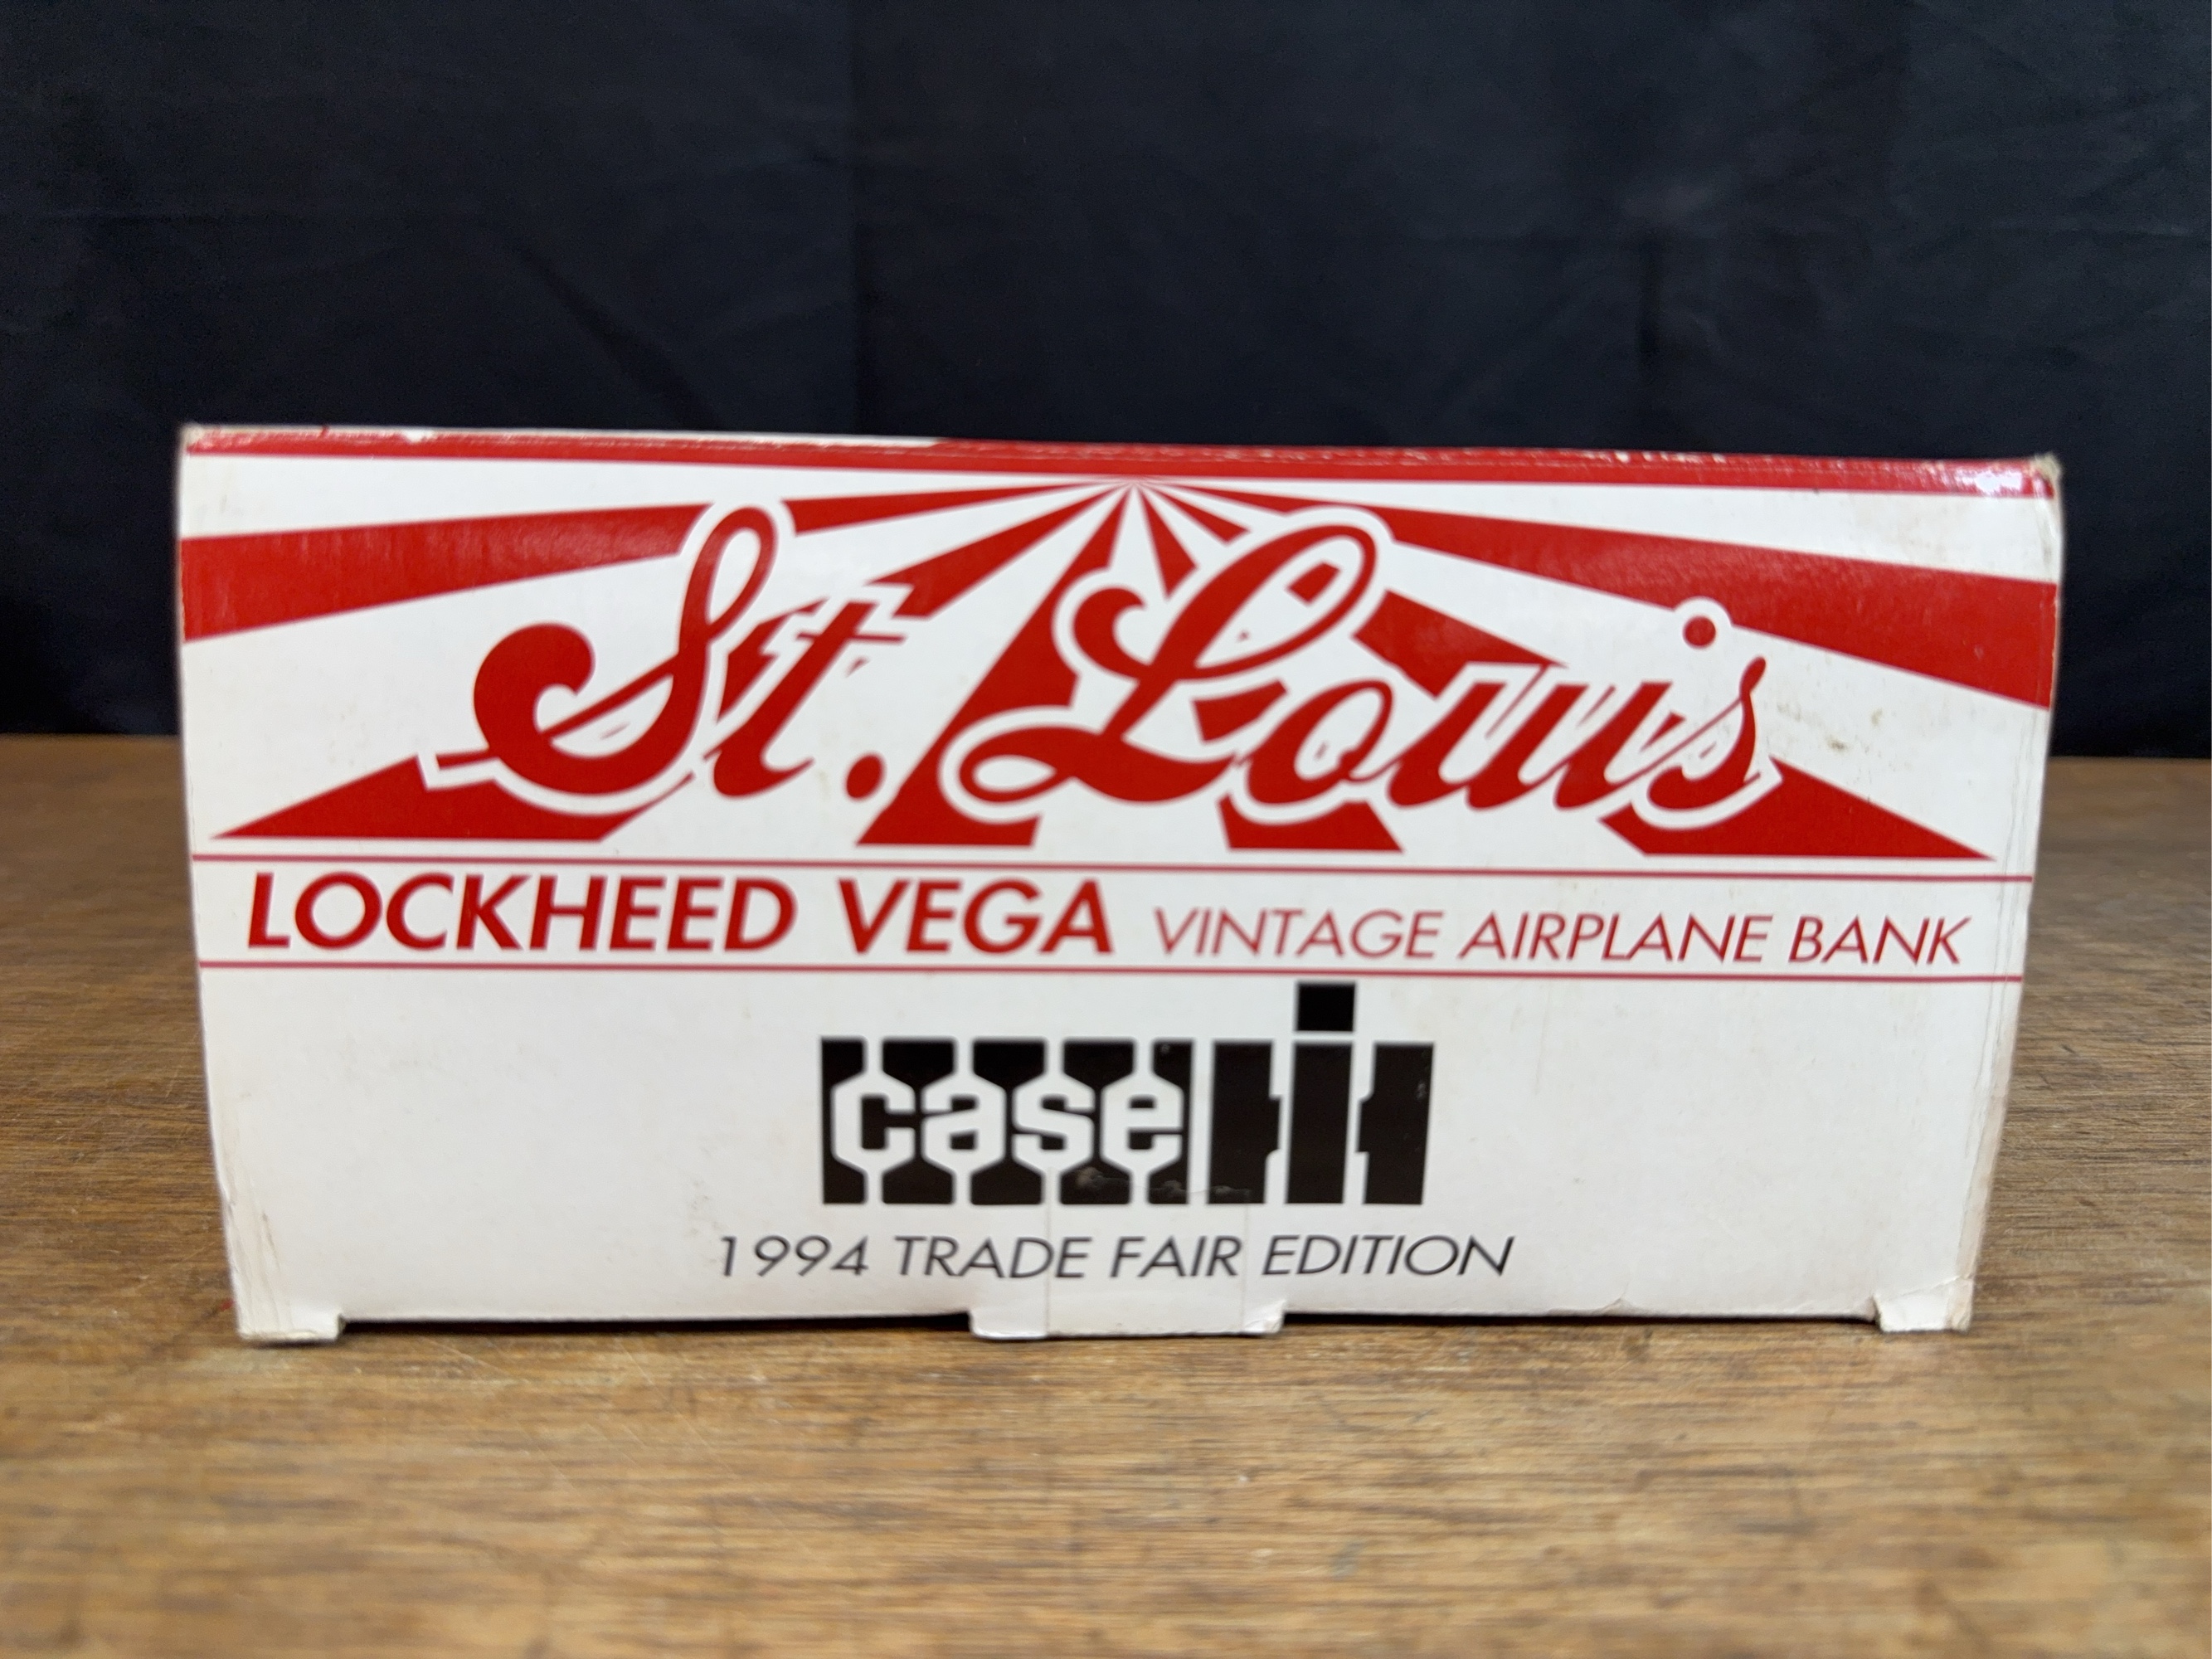 St. Louis
LOCKHEED VEGA VINTAGE AIRPLANE BANK
case IH
1994 TRADE FAIR EDITION